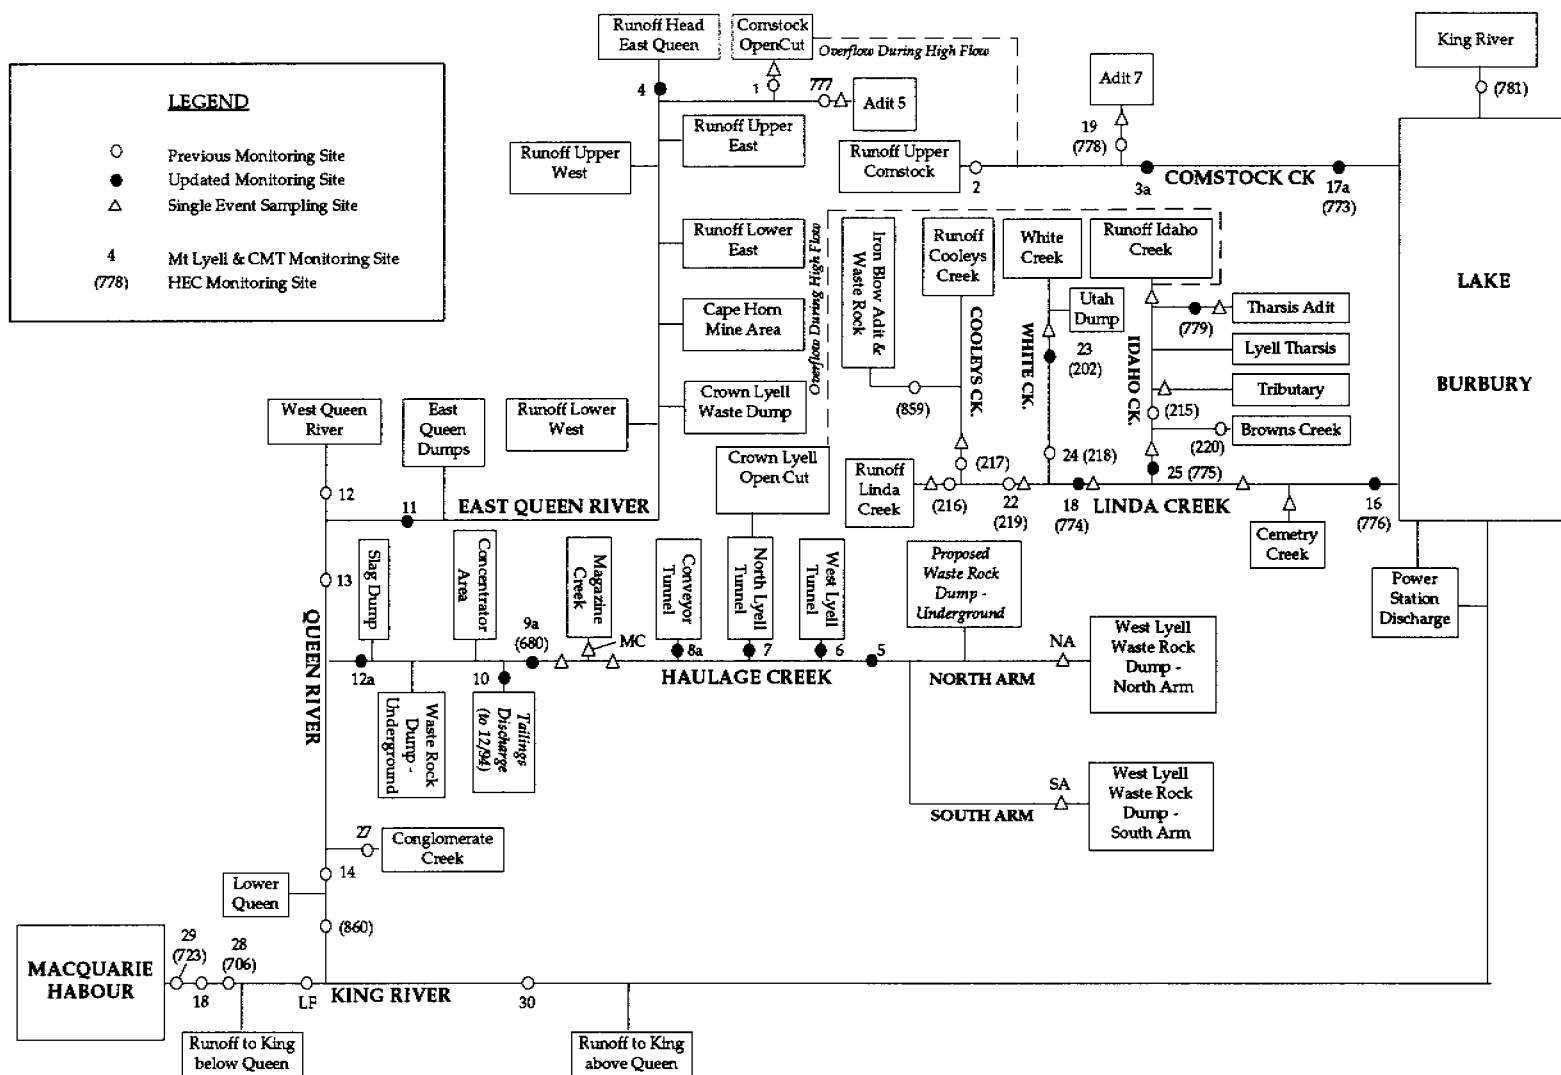 LEGEND
Previous Monitoring Site
Updated Monitoring Site
Single Event Sampling Site
4
Mt Lyell & CMT Monitoring Site
(778)
HEC Monitoring Site
Runoff Head
East Queen
Comstock
OpenCut
Overflow During High Flow
King River
(781)
Adit 7
4
1
777
Adit 5
19
(778)
Runoff Upper
East
Runoff Upper
West
Runoff Upper
Comstock
2
3a
COMSTOCK CK
17a
(773)
LAKE
BURBURY
Runoff Lower
East
Overflow During High Flow
Iron Blow Adit &
Waste Rock
Runoff
Cooleys
Creek
White
Creek
Runoff Idaho
Creek
Utah
Dump
Tharsis Adit
(779)
Cape Horn
Mine Area
COOLEYS CK.
WHITE CK.
23
(202)
IDAHO CK.
Lyell Tharsis
Tributary
(859)
(215)
Browns Creek
(220)
Crown Lyell
Waste Dump
Runoff Lower
West
West Queen
River
East
Queen
Dumps
Crown Lyell
Open Cut
Runoff
Linda
Creek
(217)
24 (218)
25 (775)
(216)
22
(219)
18
(774)
LINDA CREEK
16
(776)
Cemetry
Creek
12
11
EAST QUEEN RIVER
Power
Station
Discharge
13
QUEEN RIVER
Slag Dump
Concentrator
Area
9a
(680)
Magazine
Creek
MC
Conveyor
Tunnel
North Lyell
Tunnel
West Lyell
Tunnel
Proposed
Waste Rock
Dump -
Underground
8a
7
6
5
12a
10
HAULAGE CREEK
NORTH ARM
NA
West Lyell
Waste Rock
Dump -
North Arm
Waste Rock
Dump -
Underground
Tailings
Discharge
(to 12/94)
SOUTH ARM
SA
West Lyell
Waste Rock
Dump -
South Arm
27
Conglomerate
Creek
14
Lower
Queen
(860)
MACQUARIE
HABOUR
29
(723)
18
28
(706)
LF
KING RIVER
30
Runoff to King
below Queen
Runoff to King
above Queen